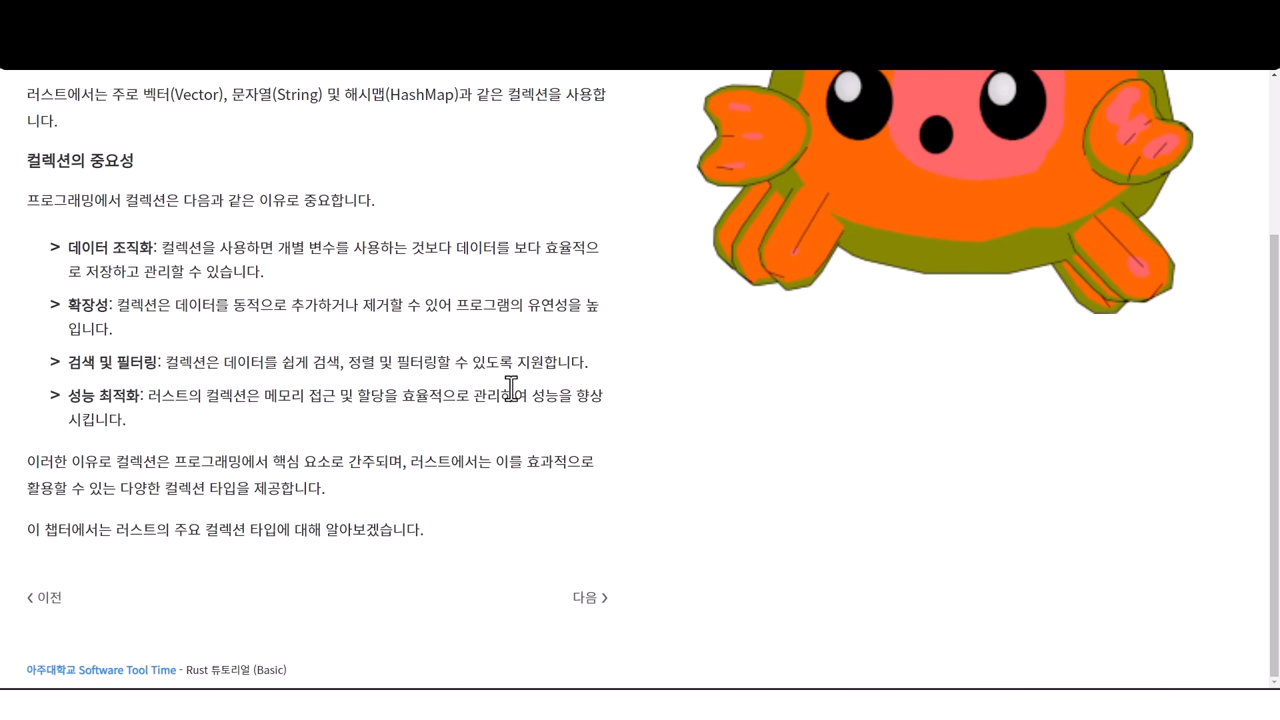 러스트에서는 주로 벡터(Vector), 문자열(String) 및 해시맵(HashMap)과 같은 컬렉션을 사용합
니다.
컬렉션의 중요성
프로그래밍에서 컬렉션은 다음과 같은 이유로 중요합니다.
> 데이터 조직화: 컬렉션을 사용하면 개별 변수를 사용하는 것보다 데이터를 보다 효율적으
로 저장하고 관리할 수 있습니다.
> 확장성: 컬렉션은 데이터를 동적으로 추가하거나 제거할 수 있어 프로그램의 유연성을 높
입니다.
> 검색 및 필터링: 컬렉션은 데이터를 쉽게 검색, 정렬 및 필터링할 수 있도록 지원합니다.
> 성능 최적화: 러스트의 컬렉션은 메모리 접근 및 할당을 효율적으로 관리하여 성능을 향상
시킵니다.
이러한 이유로 컬렉션은 프로그래밍에서 핵심 요소로 간주되며, 러스트에서는 이를 효과적으로
활용할 수 있는 다양한 컬렉션 타입을 제공합니다.
이 챕터에서는 러스트의 주요 컬렉션 타입에 대해 알아보겠습니다.
❮ 이전
다음 ❯
아주대학교 Software Tool Time - Rust 튜토리얼 (Basic)